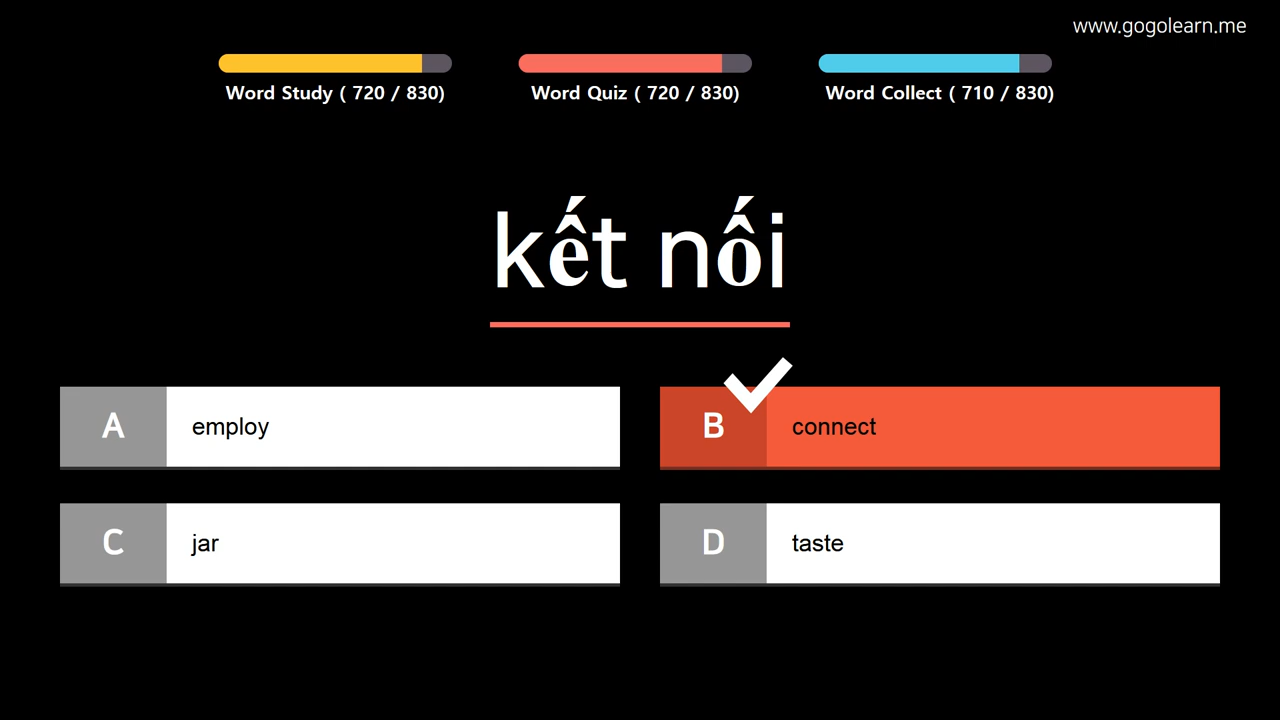 www.gogolearn.me
Word Study ( 720 / 830)
Word Quiz ( 720 / 830)
Word Collect ( 710 / 830)
kết nối
A employ
B connect
C jar
D taste